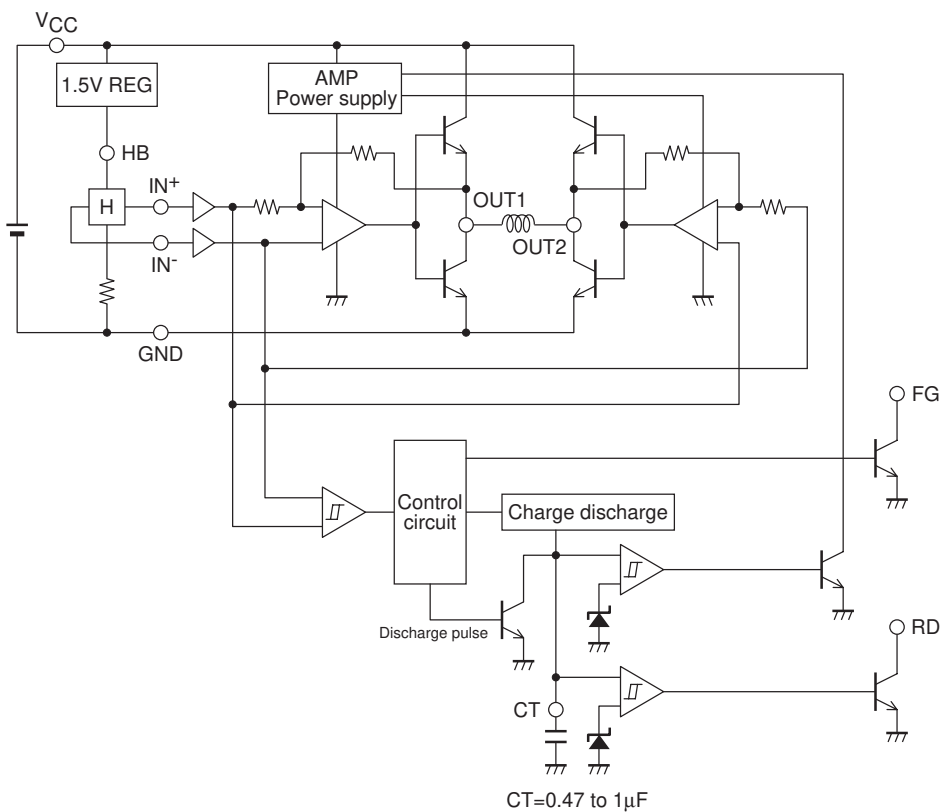 VCC
1.5V REG
AMP
Power supply
HB
IN+
H
OUT1
IN-
OUT2
GND
FG
Control
circuit
Charge discharge
Discharge pulse
RD
CT
CT=0.47 to 1μF